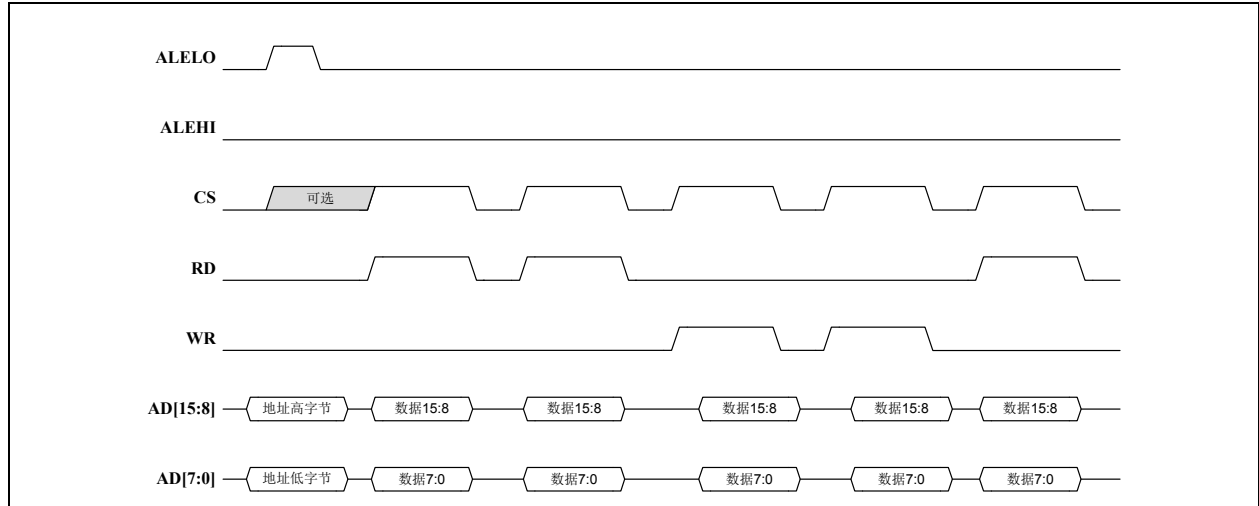 ALELO
ALEHI
CS 可选
RD
WR
AD[15:8] 地址高字节 数据15:8 数据15:8 数据15:8 数据15:8 数据15:8
AD[7:0] 地址低字节 数据7:0 数据7:0 数据7:0 数据7:0 数据7:0